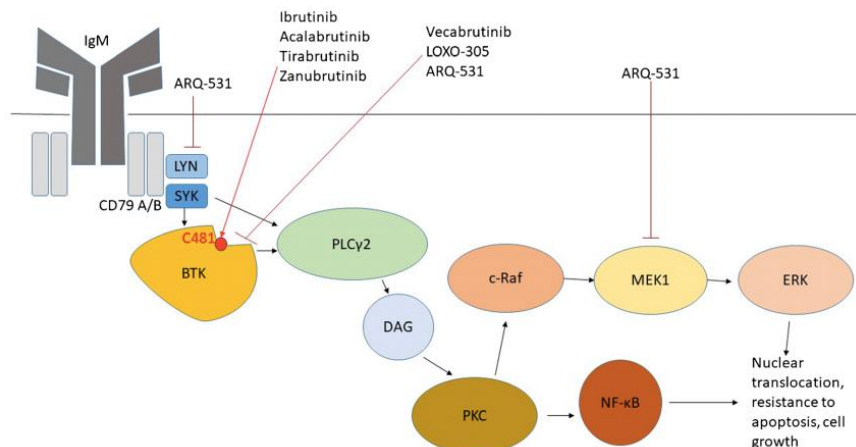 IgM
Ibrutinib
Acalabrutinib
Tirabrutinib
Zanubrutinib
Vecabrutinib
LOXO-305
ARQ-531
ARQ-531
ARQ-531
LYN
SYK
CD79 A/B
C481
BTK
PLCγ2
c-Raf
MEK1
ERK
DAG
PKC
NF-κB
Nuclear
translocation,
resistance to
apoptosis, cell
growth